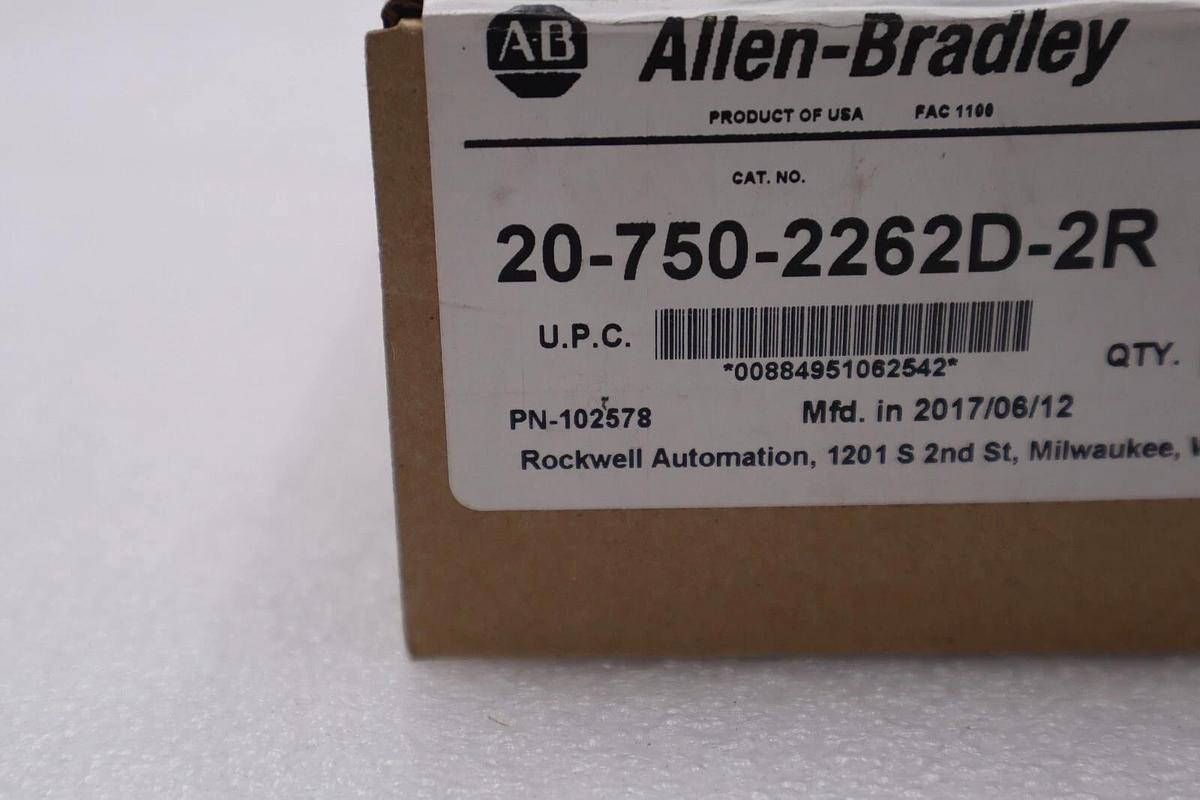 A-B Allen-Bradley
PRODUCT OF USA FAC 1100
CAT. NO.
20-750-2262D-2R
U.P.C. QTY.
*00884951062542*
PN-102578 Mfd. in 2017/06/12
Rockwell Automation, 1201 S 2nd St, Milwaukee,